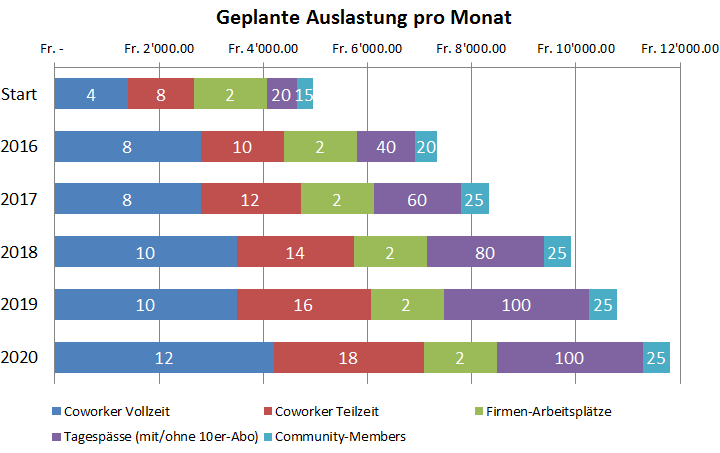 Geplante Auslastung pro Monat
Fr. - Fr. 2'000.00 Fr. 4'000.00 Fr. 6'000.00 Fr. 8'000.00 Fr. 10'000.00 Fr. 12'000.00
Start 4 8 2 20 15
2016 8 10 2 40 20
2017 8 12 2 60 25
2018 10 14 2 80 25
2019 10 16 2 100 25
2020 12 18 2 100 25
Coworker Vollzeit Coworker Teilzeit Firmen-Arbeitsplätze
Tagespässe (mit/ohne 10er-Abo) Community-Members